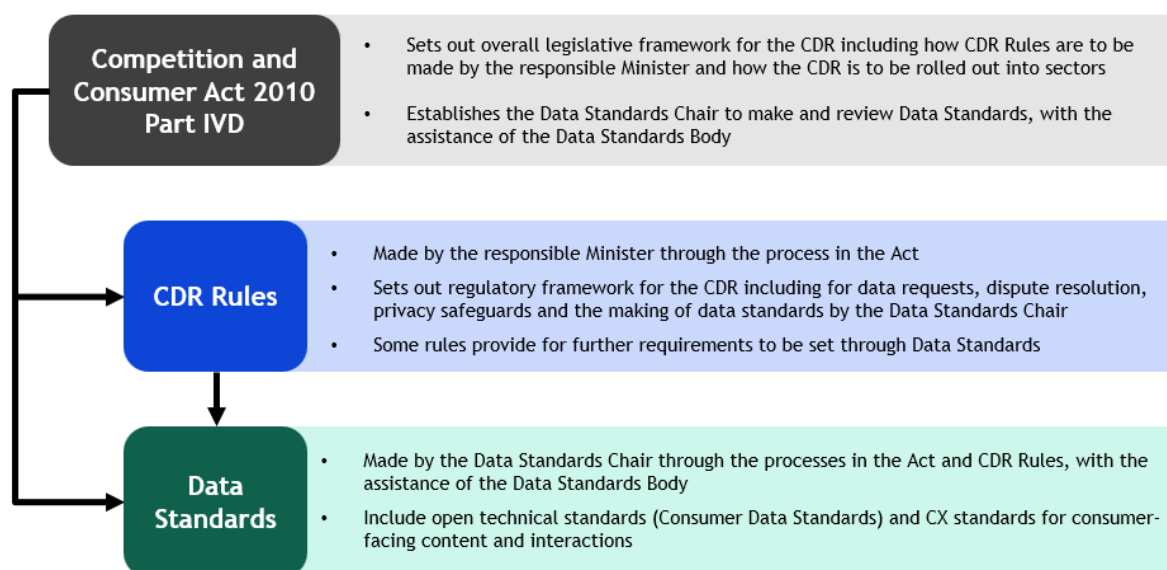 Competition and
Consumer Act 2010
Part IVD
• Sets out overall legislative framework for the CDR including how CDR Rules are to be
made by the responsible Minister and how the CDR is to be rolled out into sectors
• Establishes the Data Standards Chair to make and review Data Standards, with the
assistance of the Data Standards Body
CDR Rules
• Made by the responsible Minister through the process in the Act
• Sets out regulatory framework for the CDR including for data requests, dispute resolution,
privacy safeguards and the making of data standards by the Data Standards Chair
• Some rules provide for further requirements to be set through Data Standards
Data
Standards
• Made by the Data Standards Chair through the processes in the Act and CDR Rules, with the
assistance of the Data Standards Body
• Include open technical standards (Consumer Data Standards) and CX standards for consumer-
facing content and interactions